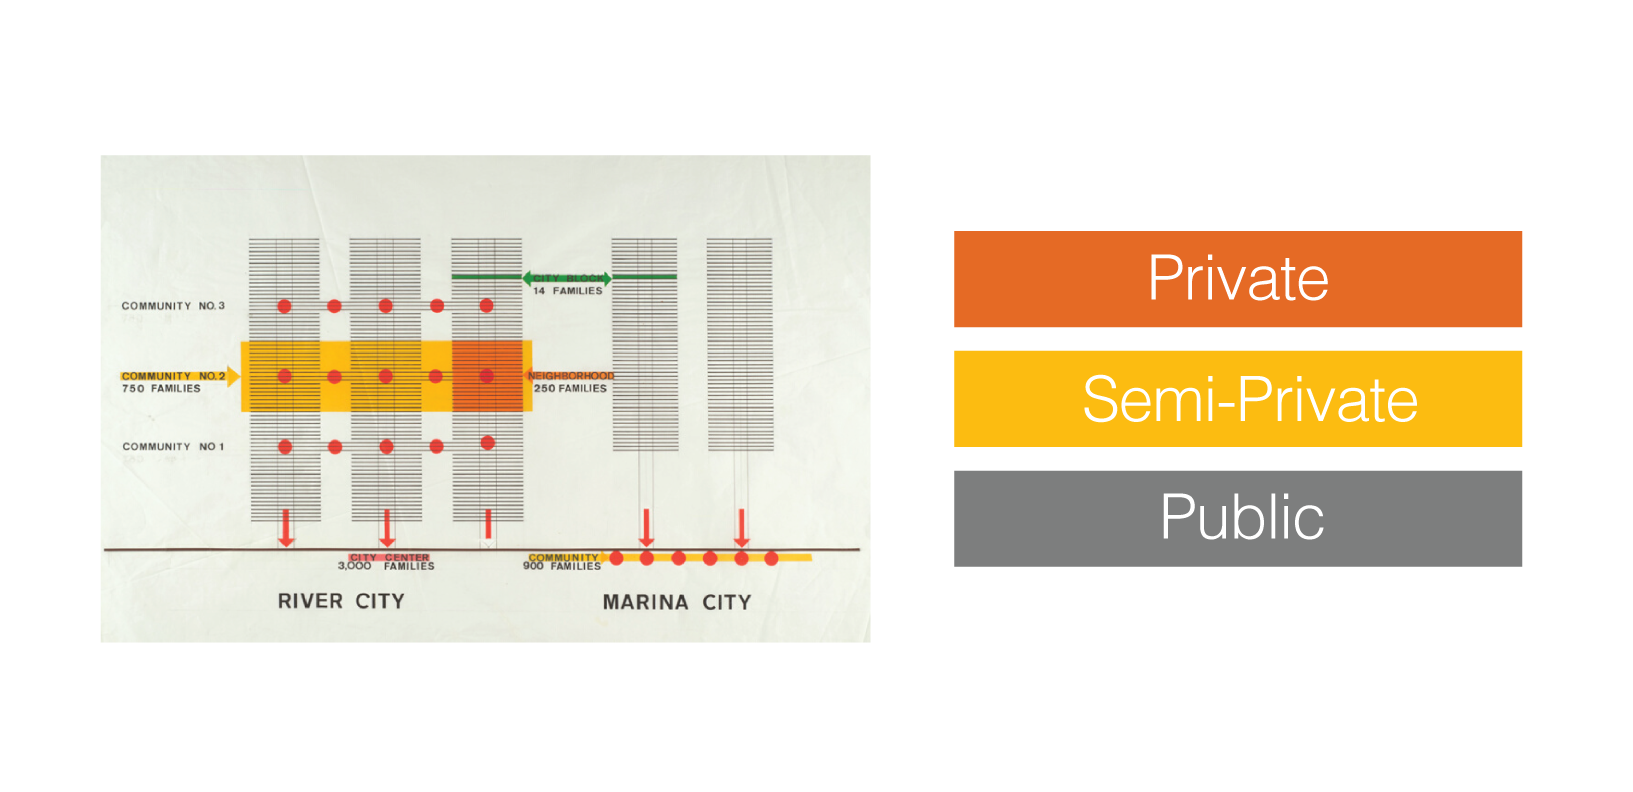 CITY BLOCK
14 FAMILIES
COMMUNITY NO. 3
COMMUNITY NO. 2
750 FAMILIES
NEIGHBORHOOD
250 FAMILIES
COMMUNITY NO 1
CITY CENTER
3,000 FAMILIES
COMMUNITY
900 FAMILIES
RIVER CITY
MARINA CITY
Private
Semi-Private
Public